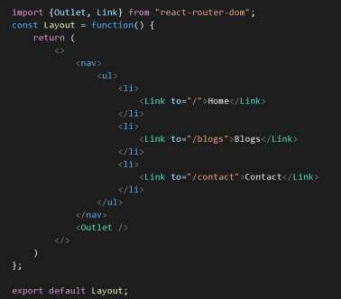 import {Outlet, Link} from "react-router-dom";
const Layout = function() {
    return (
        <>
            <nav>
                <ul>
                    <li>
                        <Link to="/">Home</Link>
                    </li>
                    <li>
                        <Link to="/blogs">Blogs</Link>
                    </li>
                    <li>
                        <Link to="/contact">Contact</Link>
                    </li>
                </ul>
            </nav>
            <Outlet />
        </>
    )
};

export default Layout;